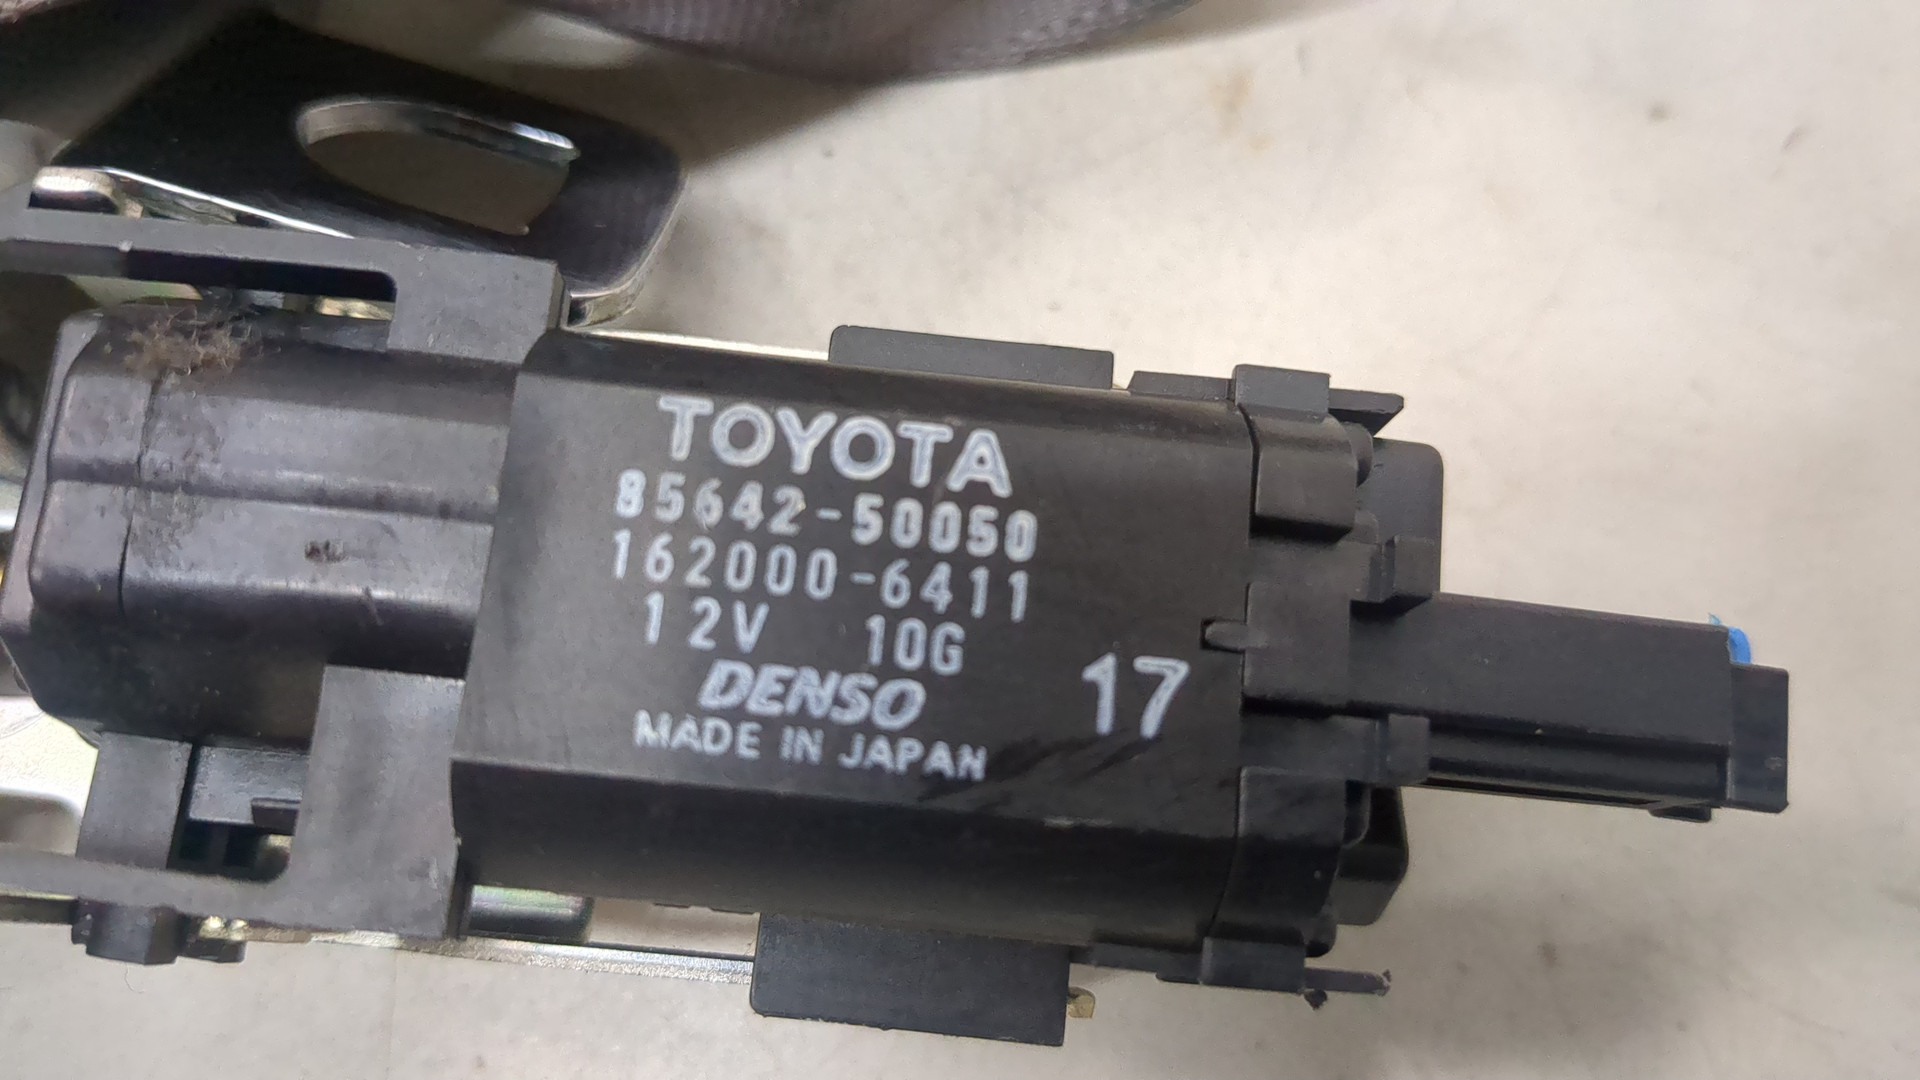 TOYOTA
85642-50050
162000-6411
12V 10G
DENSO 17
MADE IN JAPAN